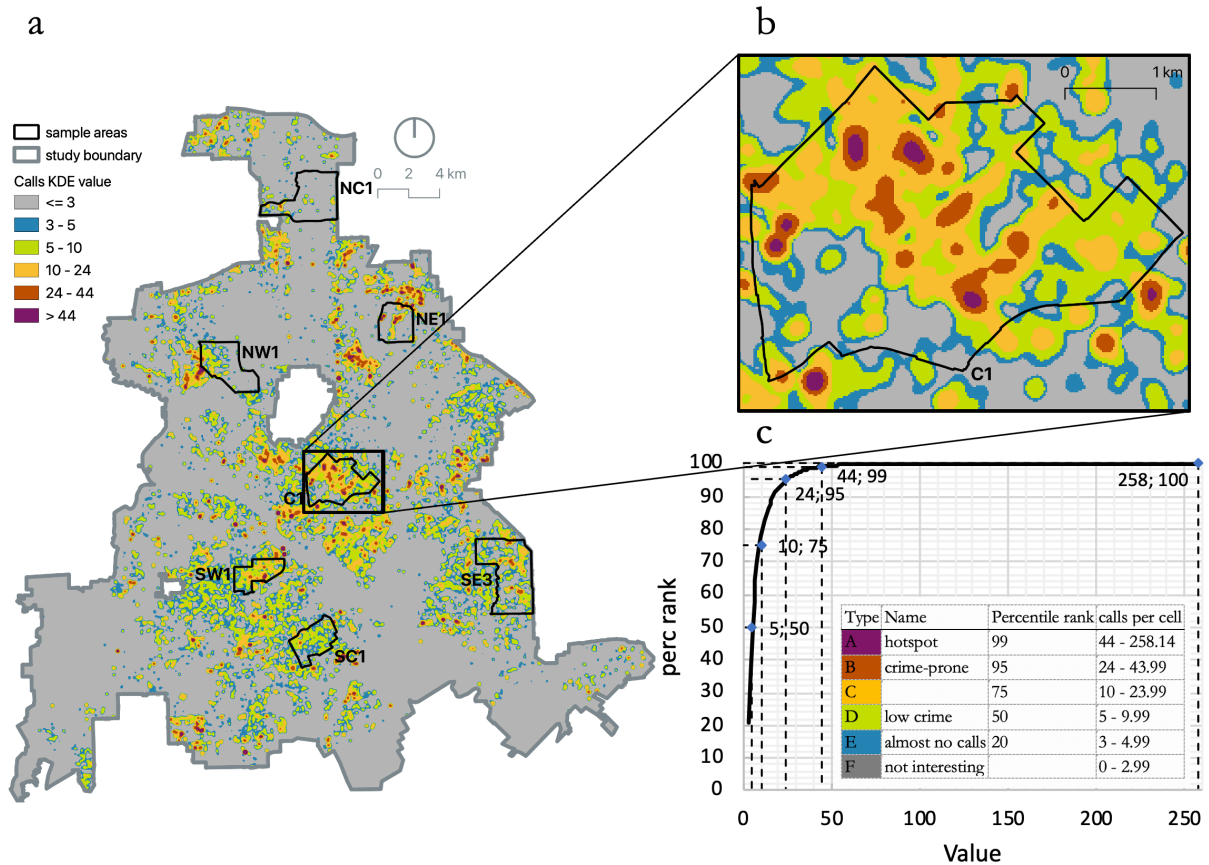 a
sample areas
study boundary
Calls KDE value
<= 3
3 - 5
5 - 10
10 - 24
24 - 44
> 44
0 2 4 km
NC1
NE1
NW1
C1
SW1
SE3
SC1
b
0 1 km
C1
c
perc rank
100
90
80
70
60
50
40
30
20
10
0
44; 99
24; 95
258; 100
10; 75
5; 50
Type Name Percentile rank calls per cell
A hotspot 99 44 - 258.14
B crime-prone 95 24 - 43.99
C 75 10 - 23.99
D low crime 50 5 - 9.99
E almost no calls 20 3 - 4.99
F not interesting 0 - 2.99
0 50 100 150 200 250
Value